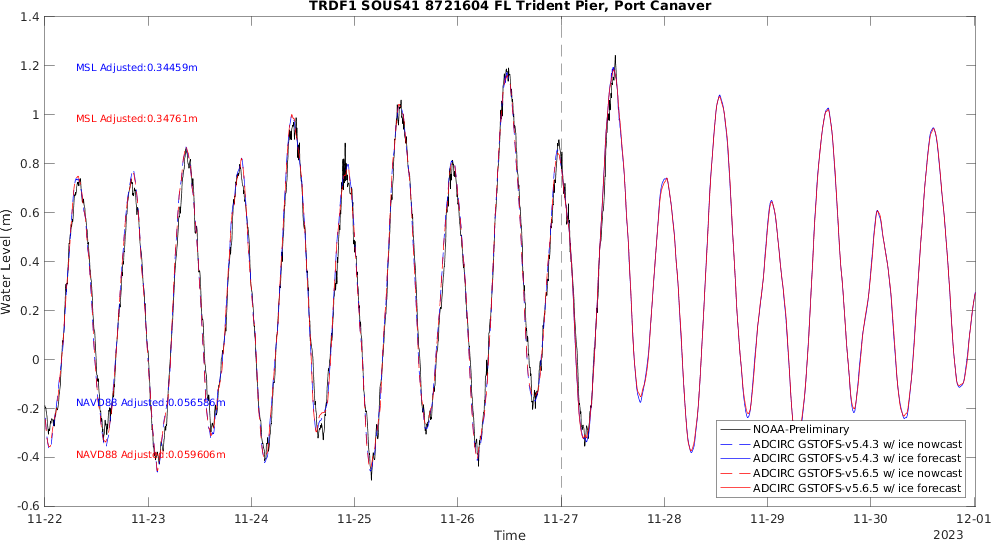 TRDF1 SOUS41 8721604 FL Trident Pier, Port Canaver
1.4
1.2
1
0.8
0.6
0.4
0.2
0
-0.2
-0.4
-0.6
Water Level (m)
MSL Adjusted:0.34459m
MSL Adjusted:0.34761m
NAVD88 Adjusted:0.056586m
NAVD88 Adjusted:0.059606m
NOAA-Preliminary
ADCIRC GSTOFS-v5.4.3 w/ ice nowcast
ADCIRC GSTOFS-v5.4.3 w/ ice forecast
ADCIRC GSTOFS-v5.6.5 w/ ice nowcast
ADCIRC GSTOFS-v5.6.5 w/ ice forecast
11-22 11-23 11-24 11-25 11-26 11-27 11-28 11-29 11-30 12-01
Time
2023